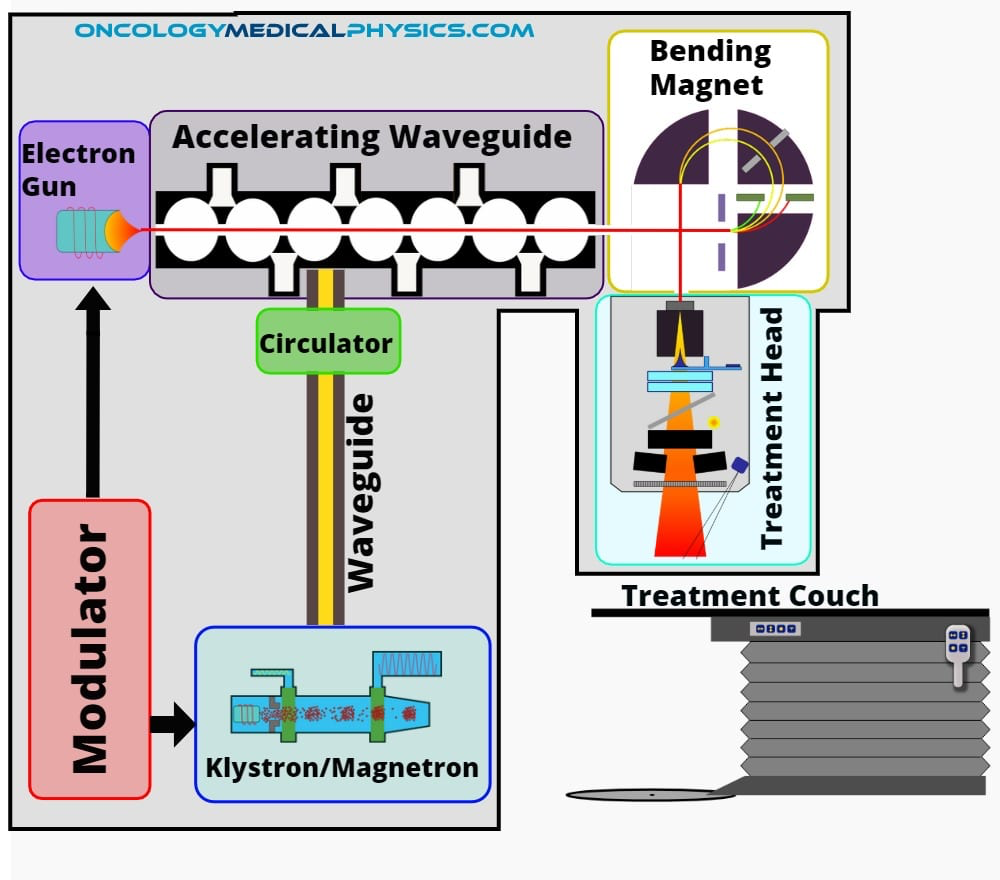 ONCOLOGYMEDICALPHYSICS.COM
Bending
Magnet
Accelerating Waveguide
Electron
Gun
Circulator
Waveguide
Treatment Head
Modulator
Treatment Couch
Klystron/Magnetron